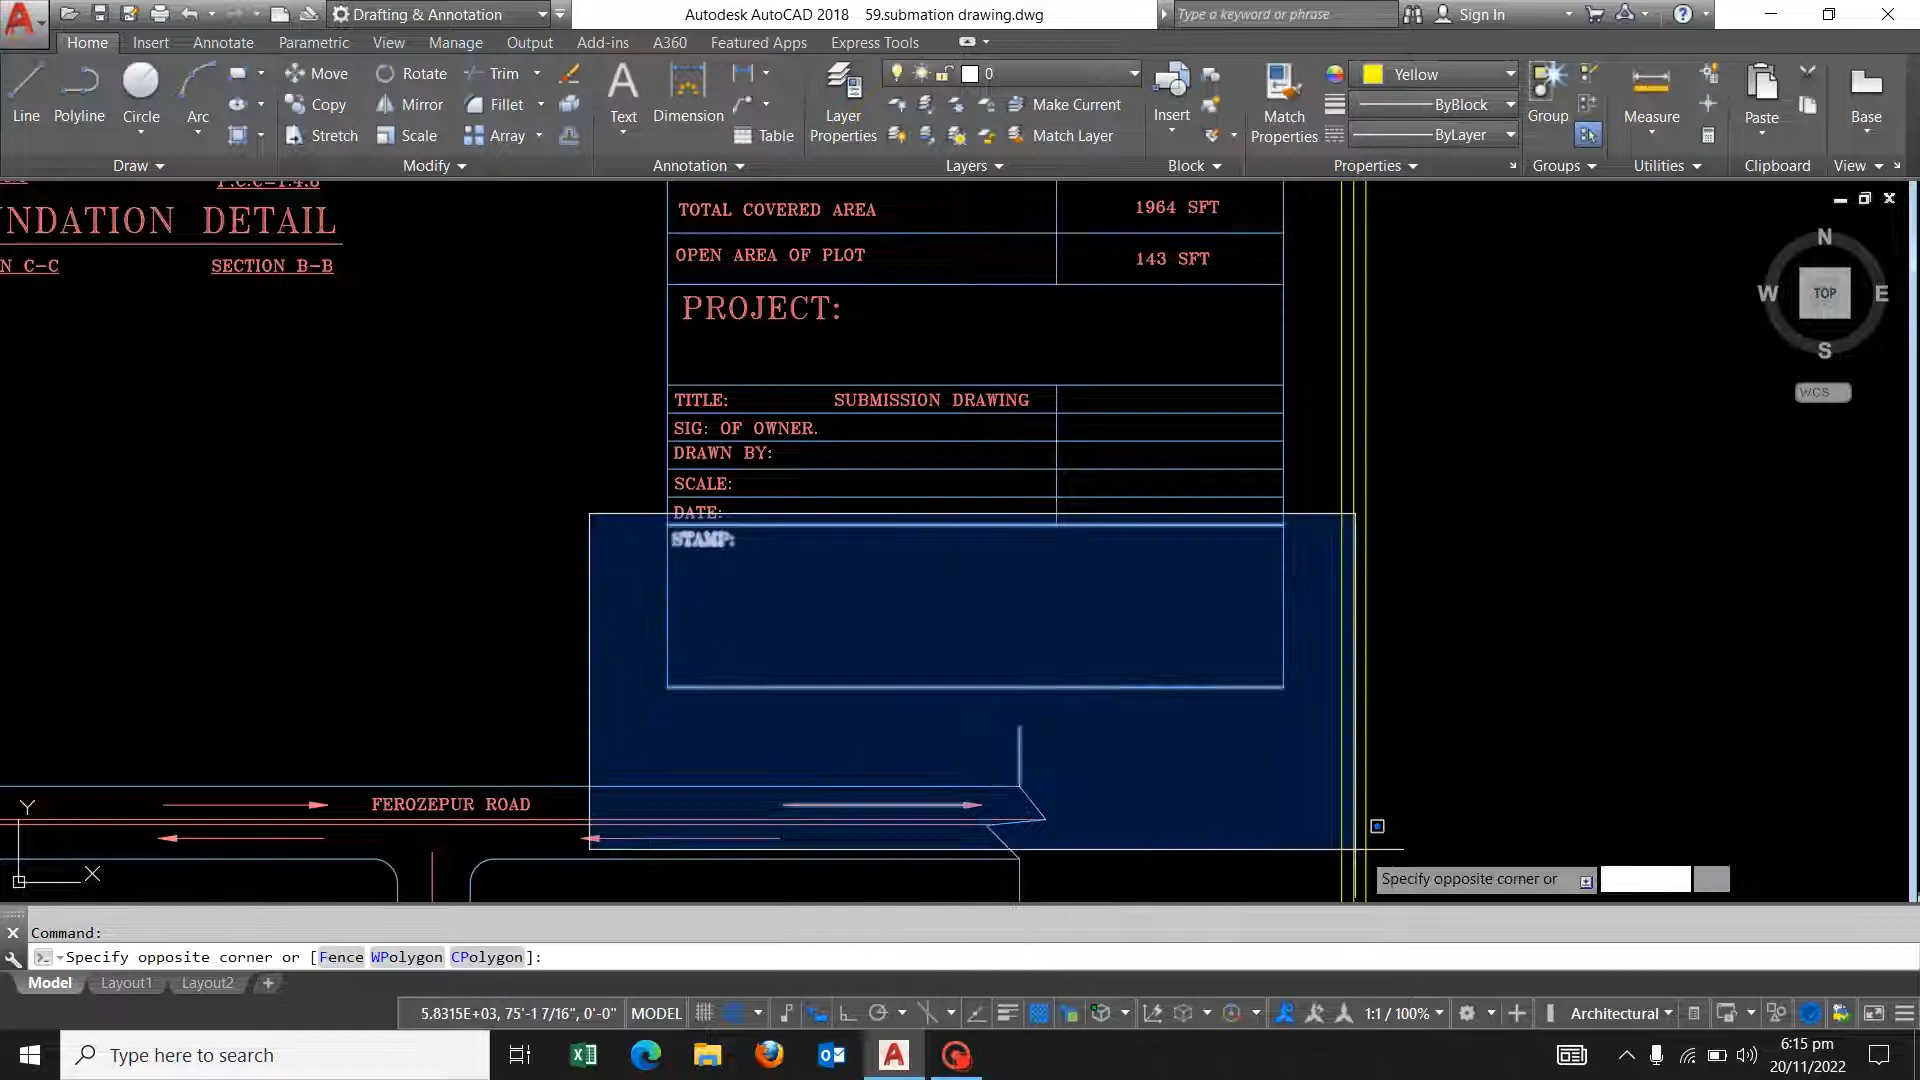 Drafting & Annotation
Autodesk AutoCAD 2018 59.submation drawing.dwg
Type a keyword or phrase
Sign In
Home Insert Annotate Parametric View Manage Output Add-ins A360 Featured Apps Express Tools
Line Polyline Circle Arc
Move Rotate Trim
Copy Mirror Fillet
Stretch Scale Array
Text Dimension Table
Layer Properties
0
Make Current
Match Layer
Insert
Match Properties
Yellow
ByBlock
ByLayer
Group
Measure
Paste
Base
Draw Modify Annotation Layers Block Properties Groups Utilities Clipboard View
P.C.C=1:4:8
NDATION DETAIL
N C-C SECTION B-B
TOTAL COVERED AREA 1964 SFT
OPEN AREA OF PLOT 143 SFT
PROJECT:
TITLE: SUBMISSION DRAWING
SIG: OF OWNER.
DRAWN BY:
SCALE:
DATE:
STAMP:
N
W TOP E
S
WCS
FEROZEPUR ROAD
Y
X
Specify opposite corner or
Command:
Specify opposite corner or [Fence WPolygon CPolygon]:
Model Layout1 Layout2 +
5.8315E+03, 75'-1 7/16", 0'-0" MODEL 1:1 / 100% Architectural
Type here to search
6:15 pm
20/11/2022